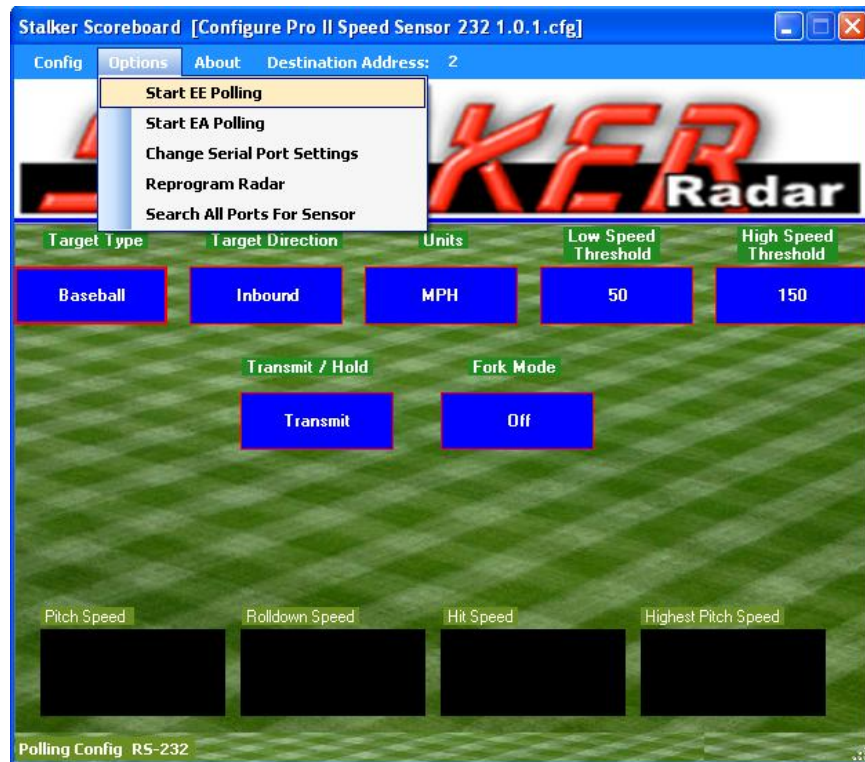 Stalker Scoreboard [Configure Pro II Speed Sensor 232 1.0.1.cfg]
Config Options About Destination Address: 2
Start EE Polling
Start EA Polling
Change Serial Port Settings
Reprogram Radar
Search All Ports For Sensor
Radar
Target Type Target Direction Units Low Speed Threshold High Speed Threshold
Baseball Inbound MPH 50 150
Transmit / Hold Fork Mode
Transmit Off
Pitch Speed Rolldown Speed Hit Speed Highest Pitch Speed
Polling Config RS-232